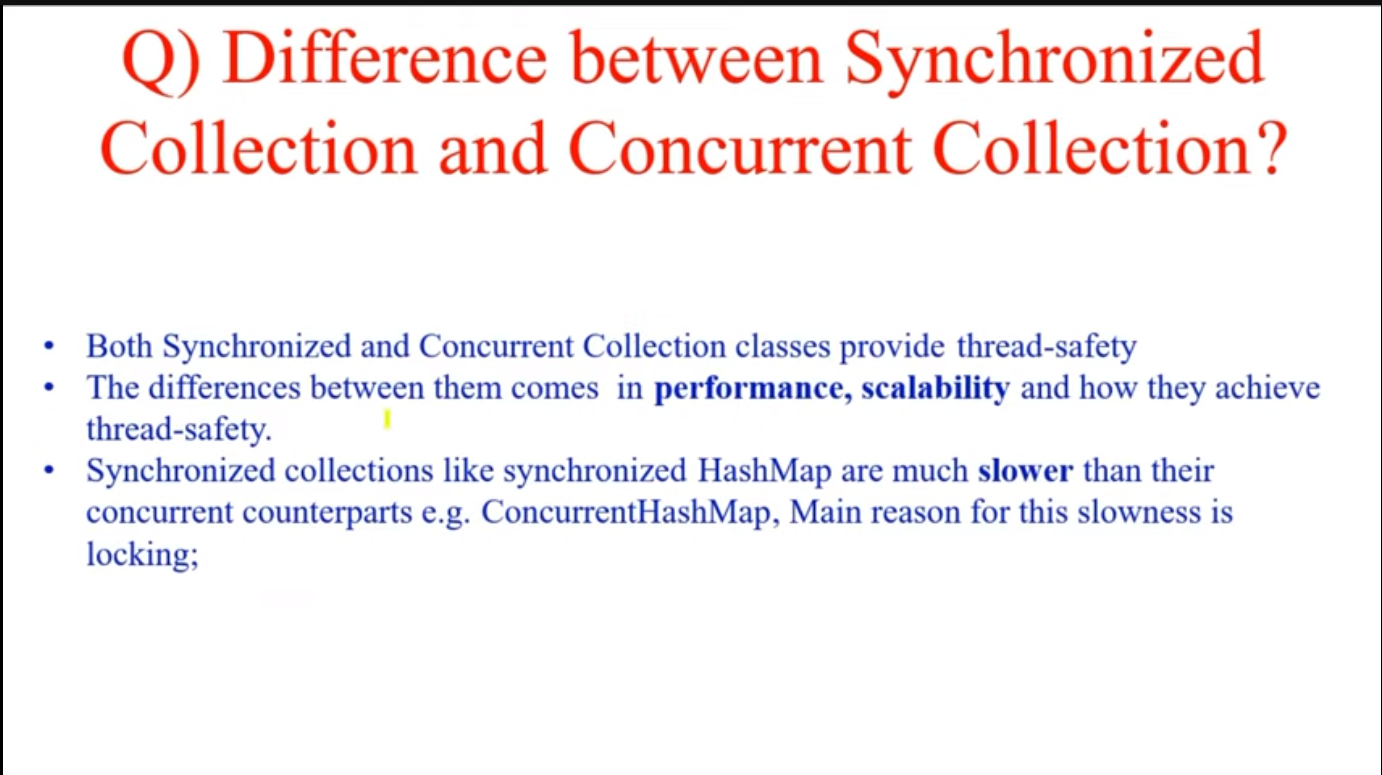 Q) Difference between Synchronized
Collection and Concurrent Collection?
• Both Synchronized and Concurrent Collection classes provide thread-safety
• The differences between them comes in performance, scalability and how they achieve
thread-safety.
• Synchronized collections like synchronized HashMap are much slower than their
concurrent counterparts e.g. ConcurrentHashMap, Main reason for this slowness is
locking;